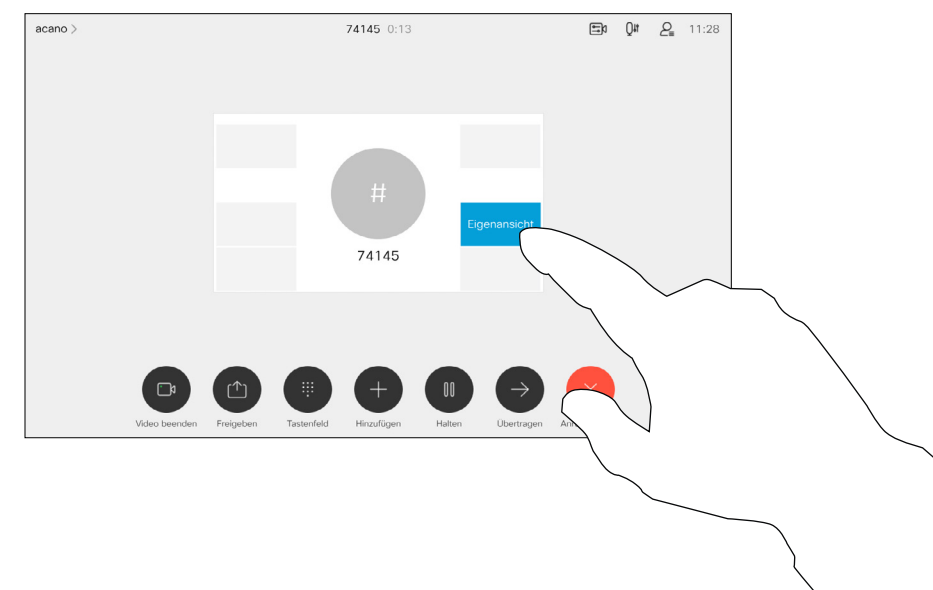 acano
74145 0:13
11:28
#
Eigenansicht
74145
Video beenden
Freigeben
Tastenfeld
Hinzufügen
Halten
Übertragen